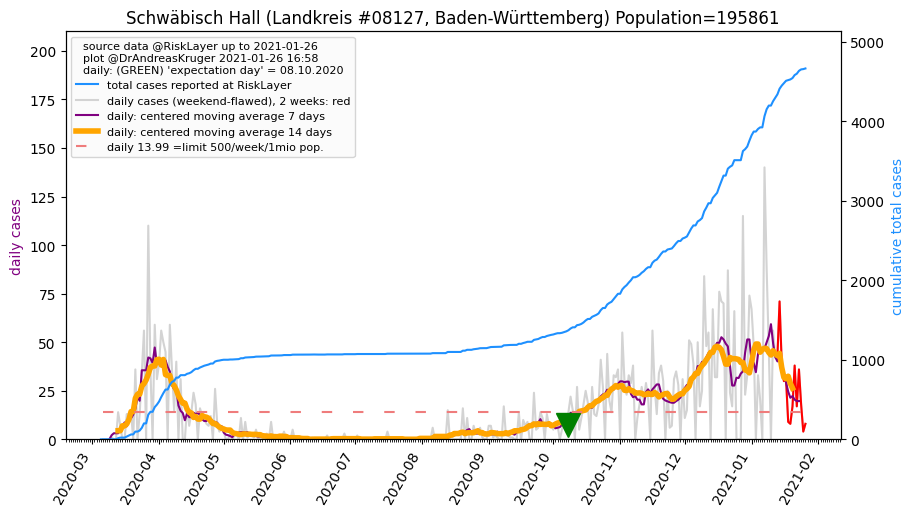 Schwäbisch Hall (Landkreis #08127, Baden-Württemberg) Population=195861
source data @RiskLayer up to 2021-01-26
plot @DrAndreasKruger 2021-01-26 16:58
daily: (GREEN) 'expectation day' = 08.10.2020
total cases reported at RiskLayer
daily cases (weekend-flawed), 2 weeks: red
daily: centered moving average 7 days
daily: centered moving average 14 days
daily 13.99 =limit 500/week/1mio pop.
daily cases
200
175
150
125
100
75
50
25
0
cumulative total cases
5000
4000
3000
2000
1000
0
2020-03
2020-04
2020-05
2020-06
2020-07
2020-08
2020-09
2020-10
2020-11
2020-12
2021-01
2021-02